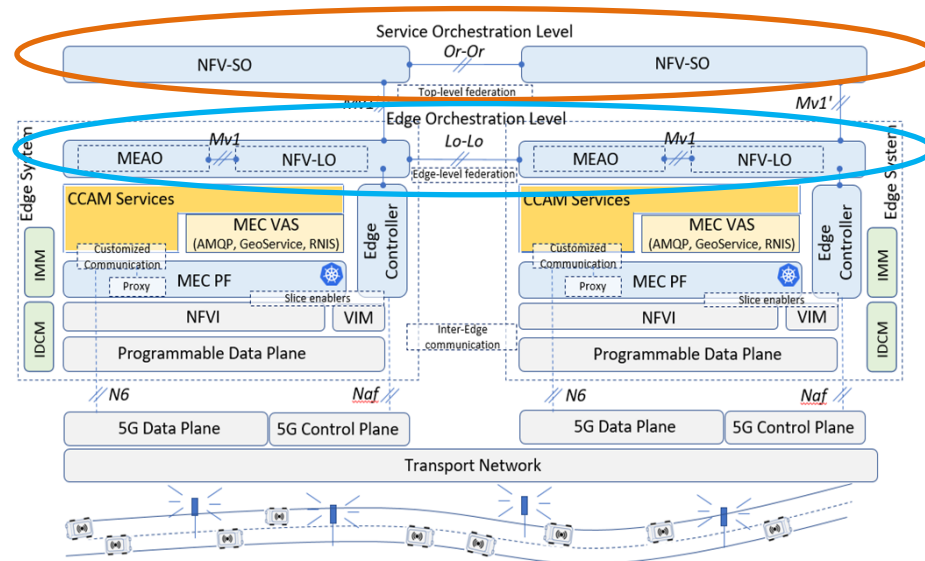 Service Orchestration Level
NFV-SO
Or-Or
NFV-SO
Top-level federation
Mv1'
Mv1'
Edge Orchestration Level
Edge System
MEAO
Mv1
NFV-LO
Lo-Lo
Edge-level federation
MEAO
Mv1
NFV-LO
Edge System
CCAM Services
MEC VAS
(AMQP, GeoService, RNIS)
Edge
Controller
CCAM Services
MEC VAS
(AMQP, GeoService, RNIS)
Edge
Controller
Customized
Communication
Customized
Communication
IMM
Proxy
MEC PF
Proxy
MEC PF
IMM
Slice enablers
Slice enablers
IDCM
NFVI
VIM
Inter-Edge
communication
NFVI
VIM
IDCM
Programmable Data Plane
Programmable Data Plane
N6
Naf
N6
Naf
5G Data Plane
5G Control Plane
5G Data Plane
5G Control Plane
Transport Network